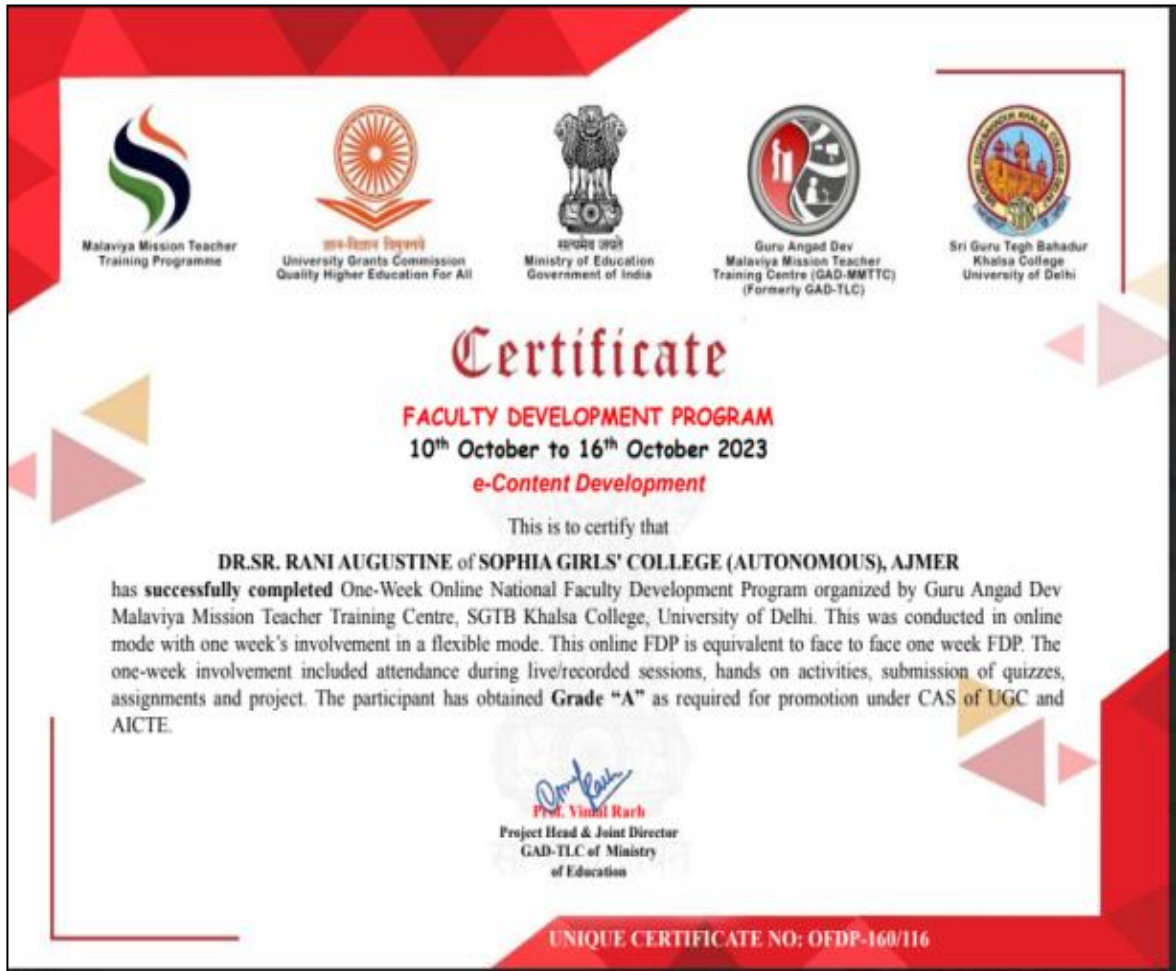 Malaviya Mission Teacher
Training Programme
ज्ञान-विज्ञान विमुक्तये
University Grants Commission
Quality Higher Education For All
सत्यमेव जयते
Ministry of Education
Government of India
Guru Angad Dev
Malaviya Mission Teacher
Training Centre (GAD-MMTTC)
(Formerly GAD-TLC)
Sri Guru Tegh Bahadur
Khalsa College
University of Delhi
Certificate
FACULTY DEVELOPMENT PROGRAM
10th October to 16th October 2023
e-Content Development
This is to certify that
DR.SR. RANI AUGUSTINE of SOPHIA GIRLS' COLLEGE (AUTONOMOUS), AJMER
has successfully completed One-Week Online National Faculty Development Program organized by Guru Angad Dev
Malaviya Mission Teacher Training Centre, SGTB Khalsa College, University of Delhi. This was conducted in online
mode with one week's involvement in a flexible mode. This online FDP is equivalent to face to face one week FDP. The
one-week involvement included attendance during live/recorded sessions, hands on activities, submission of quizzes,
assignments and project. The participant has obtained Grade “A” as required for promotion under CAS of UGC and
AICTE.
Prof. Vimal Rarh
Project Head & Joint Director
GAD-TLC of Ministry
of Education
UNIQUE CERTIFICATE NO: OFDP-160/116